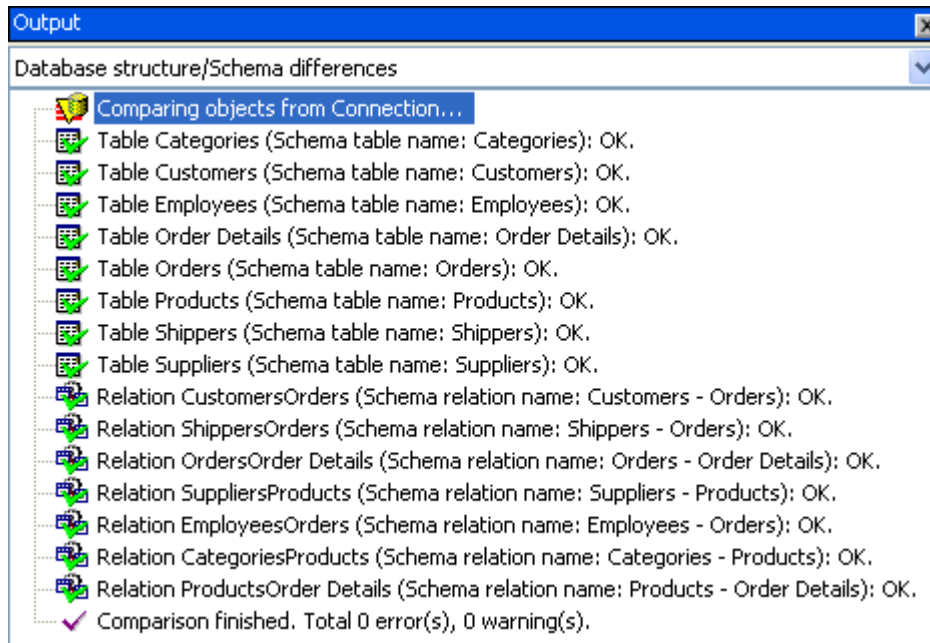 Output
Database structure/Schema differences
Comparing objects from Connection...
Table Categories (Schema table name: Categories): OK.
Table Customers (Schema table name: Customers): OK.
Table Employees (Schema table name: Employees): OK.
Table Order Details (Schema table name: Order Details): OK.
Table Orders (Schema table name: Orders): OK.
Table Products (Schema table name: Products): OK.
Table Shippers (Schema table name: Shippers): OK.
Table Suppliers (Schema table name: Suppliers): OK.
Relation CustomersOrders (Schema relation name: Customers - Orders): OK.
Relation ShippersOrders (Schema relation name: Shippers - Orders): OK.
Relation OrdersOrder Details (Schema relation name: Orders - Order Details): OK.
Relation SuppliersProducts (Schema relation name: Suppliers - Products): OK.
Relation EmployeesOrders (Schema relation name: Employees - Orders): OK.
Relation CategoriesProducts (Schema relation name: Categories - Products): OK.
Relation ProductsOrder Details (Schema relation name: Products - Order Details): OK.
Comparison finished. Total 0 error(s), 0 warning(s).